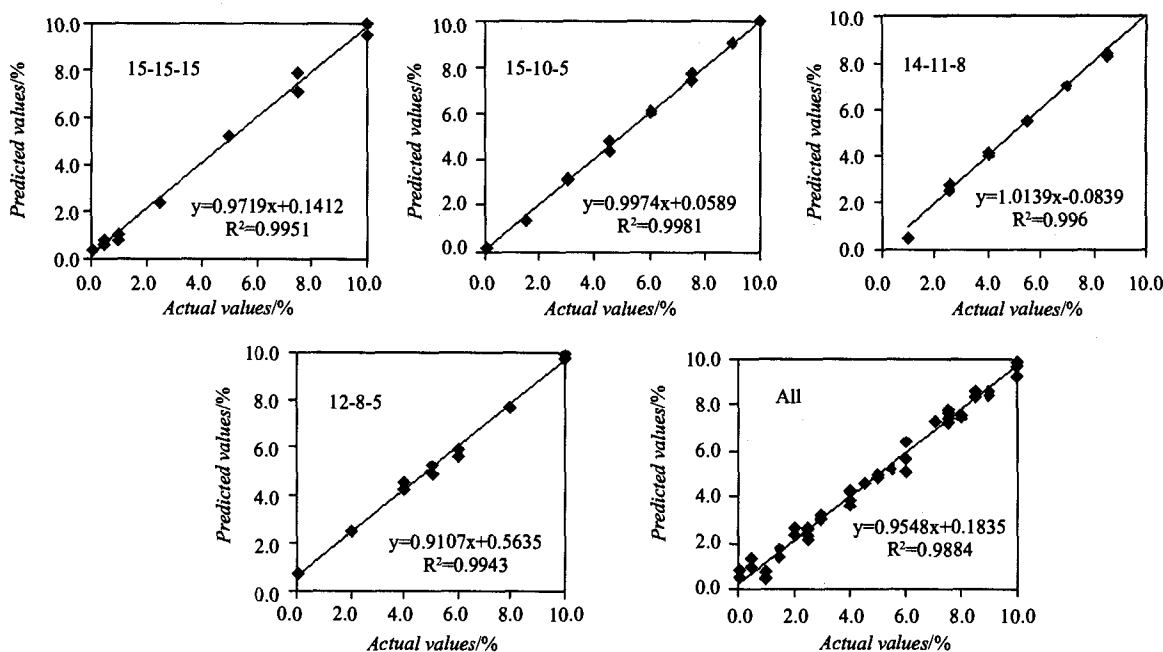 15-15-15
Predicted values/%
10.0
8.0
6.0
4.0
2.0
0.0
y=0.9719x+0.1412
R²=0.9951
0.0 2.0 4.0 6.0 8.0 10.0
Actual values/%
15-10-5
Predicted values/%
10.0
8.0
6.0
4.0
2.0
0.0
y=0.9974x+0.0589
R²=0.9981
0.0 2.0 4.0 6.0 8.0 10.0
Actual values/%
14-11-8
Predicted values/%
10.0
8.0
6.0
4.0
2.0
0.0
y=1.0139x-0.0839
R²=0.996
0.0 2.0 4.0 6.0 8.0 10.0
Actual values/%
12-8-5
Predicted values/%
10.0
8.0
6.0
4.0
2.0
0.0
y=0.9107x+0.5635
R²=0.9943
0.0 2.0 4.0 6.0 8.0 10.0
Actual values/%
All
Predicted values/%
10.0
8.0
6.0
4.0
2.0
0.0
y=0.9548x+0.1835
R²=0.9884
0.0 2.0 4.0 6.0 8.0 10.0
Actual values/%